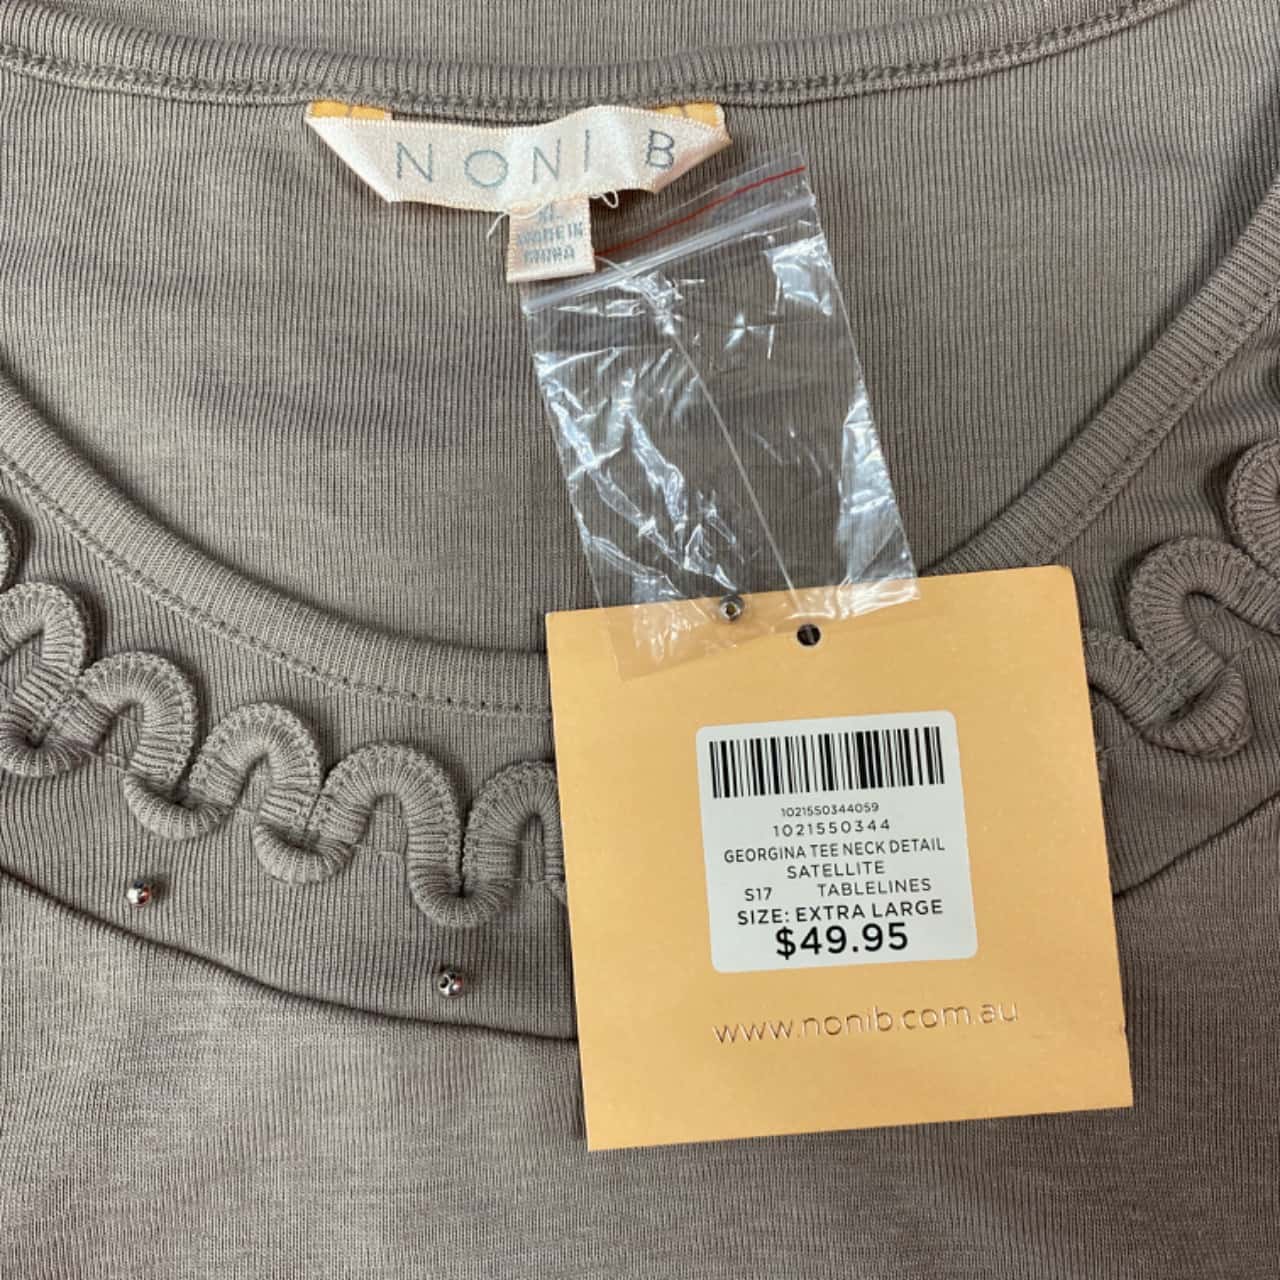 NONI B
XL
MADE IN
CHINA
1021550344059
1021550344
GEORGINA TEE NECK DETAIL
SATELLITE
S17 TABLELINES
SIZE: EXTRA LARGE
$49.95
www.nonib.com.au